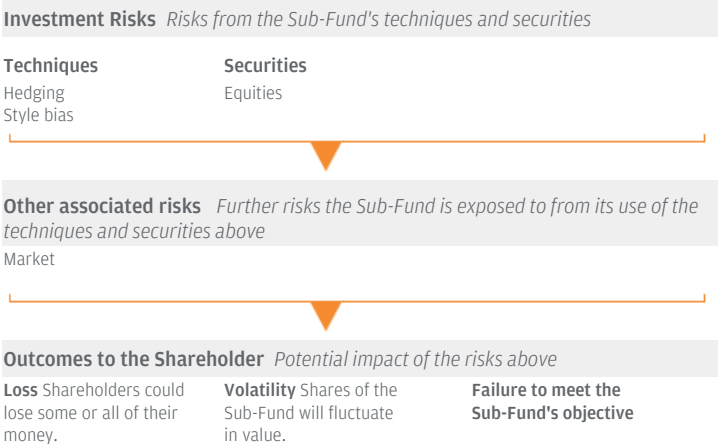 Investment Risks Risks from the Sub-Fund's techniques and securities
Techniques
Hedging
Style bias
Securities
Equities
Other associated risks Further risks the Sub-Fund is exposed to from its use of the
techniques and securities above
Market
Outcomes to the Shareholder Potential impact of the risks above
Loss Shareholders could
lose some or all of their
money.
Volatility Shares of the
Sub-Fund will fluctuate
in value.
Failure to meet the
Sub-Fund's objective